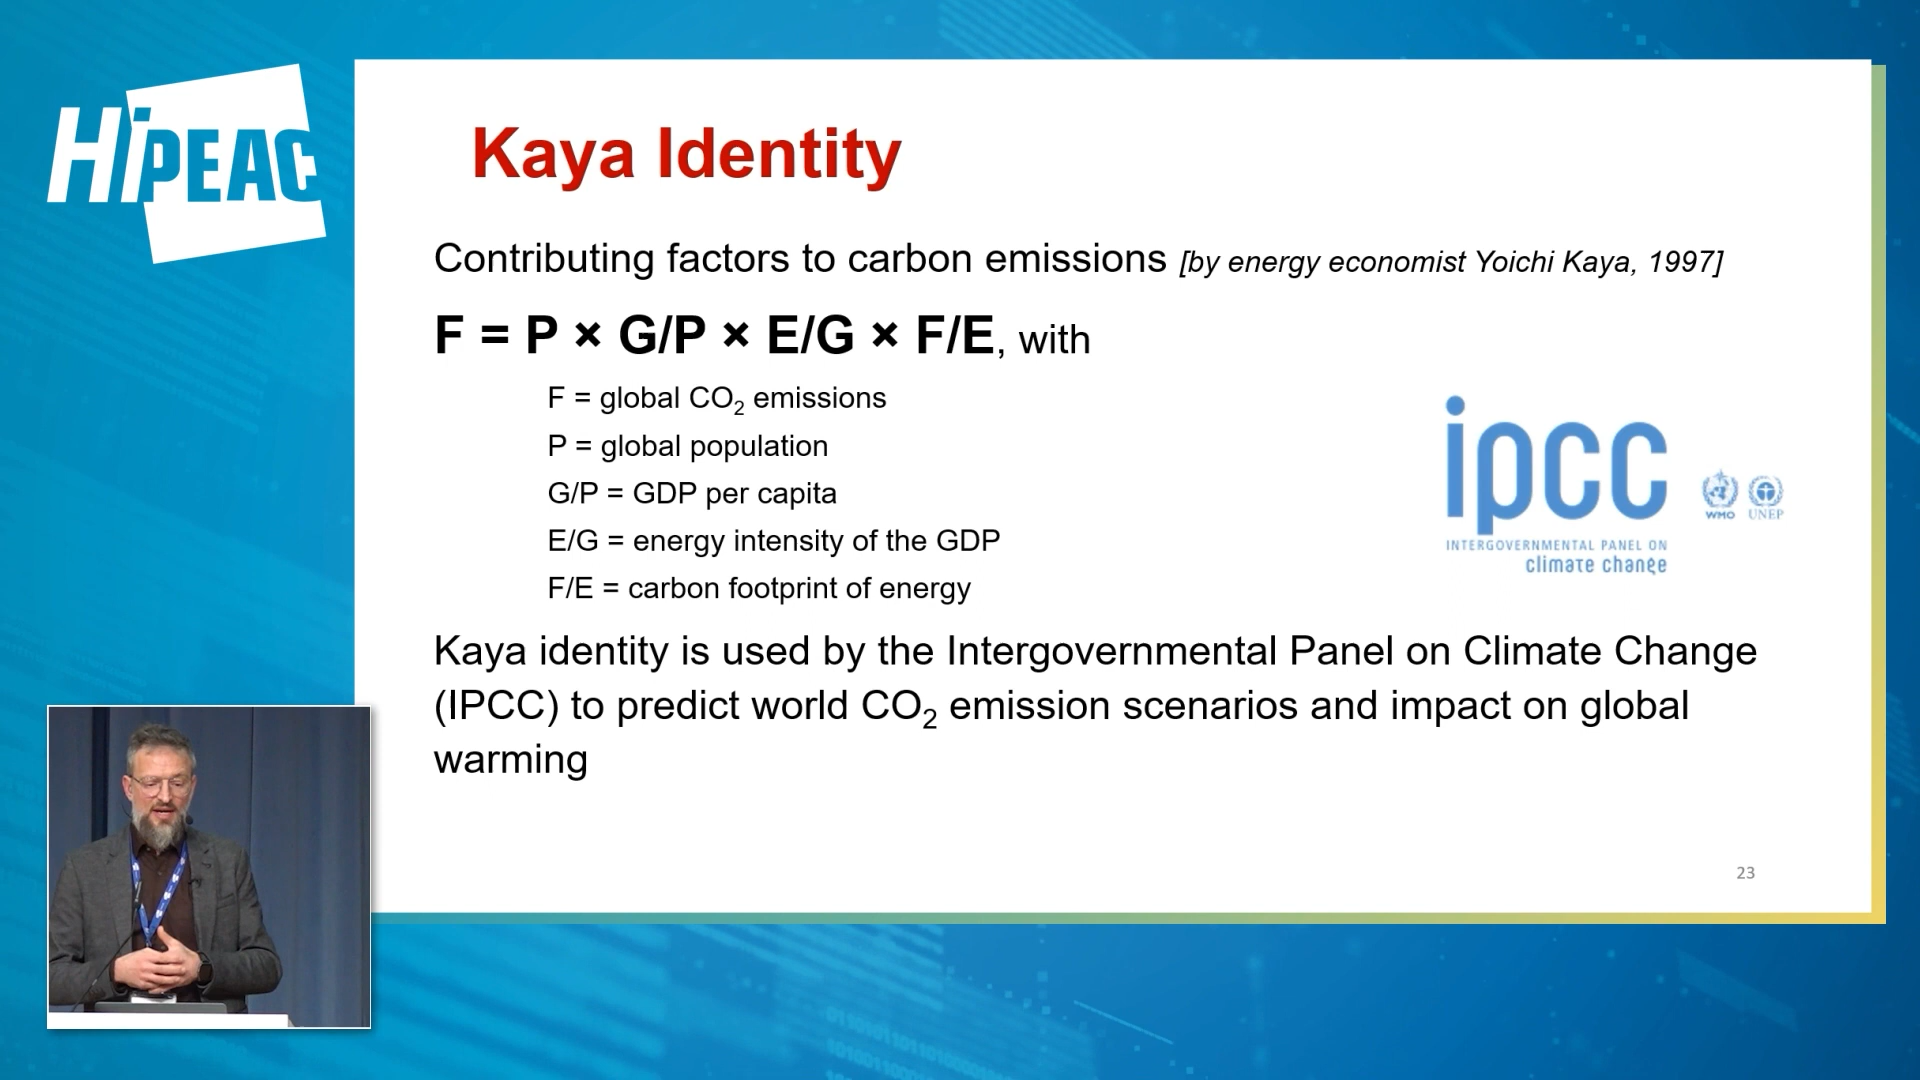 HiPEAC
Kaya Identity
Contributing factors to carbon emissions [by energy economist Yoichi Kaya, 1997]
F = P × G/P × E/G × F/E, with
F = global CO₂ emissions
P = global population
G/P = GDP per capita
E/G = energy intensity of the GDP
F/E = carbon footprint of energy
ipcc
INTERGOVERNMENTAL PANEL ON
climate change
WMO
UNEP
Kaya identity is used by the Intergovernmental Panel on Climate Change
(IPCC) to predict world CO₂ emission scenarios and impact on global
warming
23